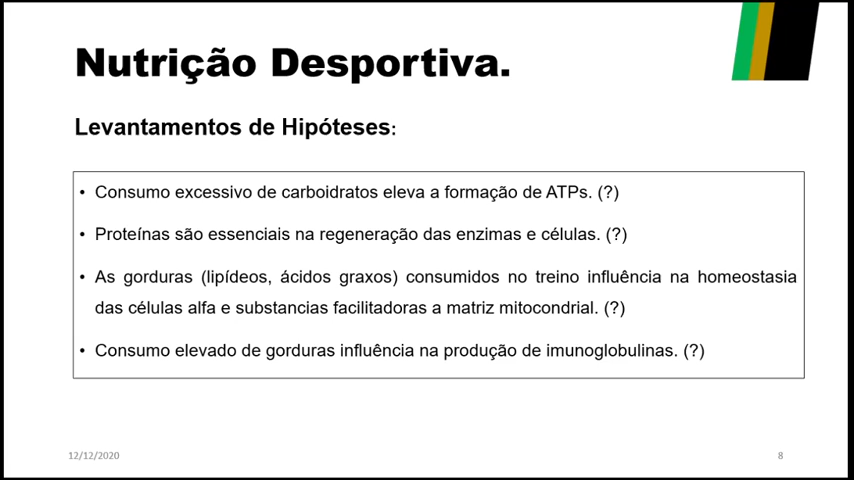 Nutrição Desportiva.
Levantamentos de Hipóteses:
• Consumo excessivo de carboidratos eleva a formação de ATPs. (?)
• Proteínas são essenciais na regeneração das enzimas e células. (?)
• As gorduras (lipídeos, ácidos graxos) consumidos no treino influência na homeostasia
das células alfa e substancias facilitadoras a matriz mitocondrial. (?)
• Consumo elevado de gorduras influência na produção de imunoglobulinas. (?)
12/12/2020
8